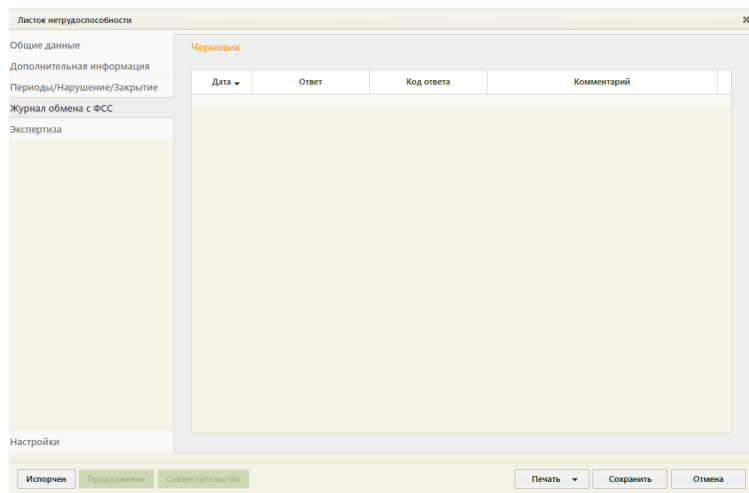 Листок нетрудоспособности
Общие данные
Дополнительная информация
Периоды/Нарушение/Закрытие
Журнал обмена с ФСС
Экспертиза
Настройки
Черновик
Дата Ответ Код ответа Комментарий
Испорчен Продолжение Совместительство Печать Сохранить Отмена